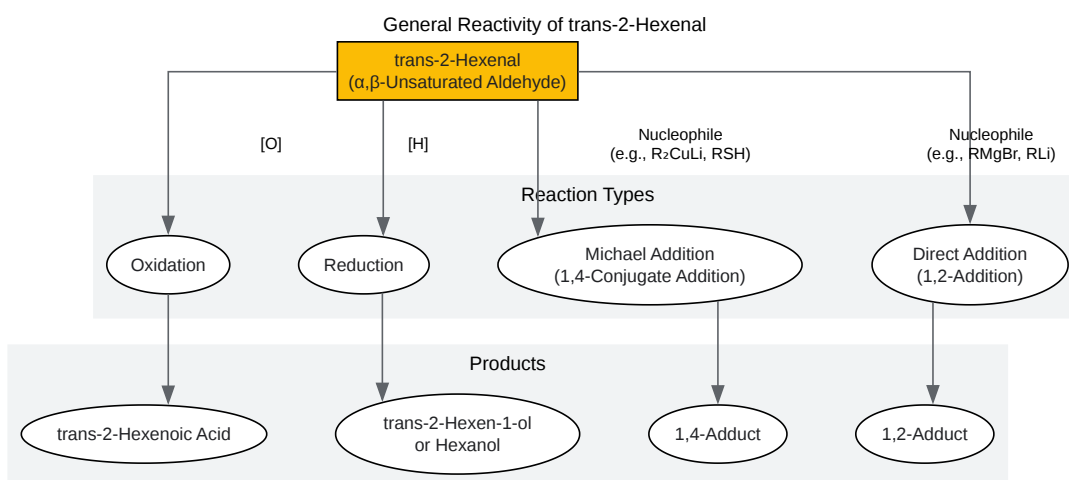 General Reactivity of trans-2-Hexenal
trans-2-Hexenal
(α,β-Unsaturated Aldehyde)
[O]
[H]
Nucleophile
(e.g., R₂CuLi, RSH)
Nucleophile
(e.g., RMgBr, RLi)
Reaction Types
Oxidation
Reduction
Michael Addition
(1,4-Conjugate Addition)
Direct Addition
(1,2-Addition)
Products
trans-2-Hexenoic Acid
trans-2-Hexen-1-ol
or Hexanol
1,4-Adduct
1,2-Adduct